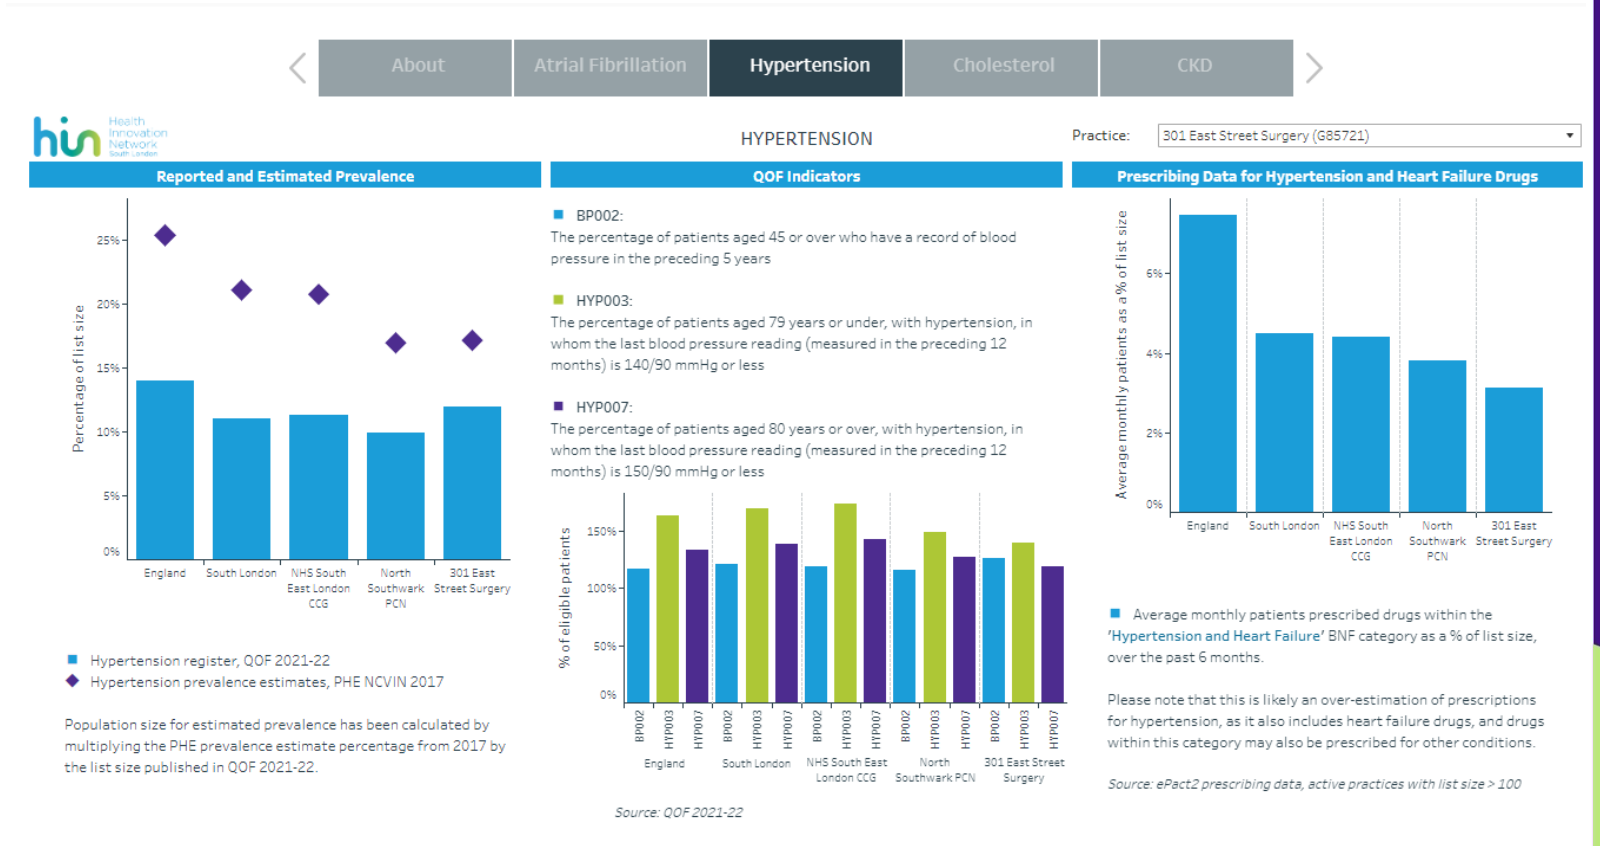 About
Atrial Fibrillation
Hypertension
Cholesterol
CKD
hin
Health
Innovation
Network
South London
HYPERTENSION
Practice:
301 East Street Surgery (G85721)
Reported and Estimated Prevalence
Percentage of list size
25%
20%
15%
10%
5%
0%
England
South London
NHS South
East London
CCG
North
Southwark
PCN
301 East
Street Surgery
Hypertension register, QOF 2021-22
Hypertension prevalence estimates, PHE NCVIN 2017
Population size for estimated prevalence has been calculated by
multiplying the PHE prevalence estimate percentage from 2017 by
the list size published in QOF 2021-22.
QOF Indicators
BP002:
The percentage of patients aged 45 or over who have a record of blood
pressure in the preceding 5 years
HYP003:
The percentage of patients aged 79 years or under, with hypertension, in
whom the last blood pressure reading (measured in the preceding 12
months) is 140/90 mmHg or less
HYP007:
The percentage of patients aged 80 years or over, with hypertension, in
whom the last blood pressure reading (measured in the preceding 12
months) is 150/90 mmHg or less
% of eligible patients
150%
100%
50%
0%
BP002
HYP003
HYP007
BP002
HYP003
HYP007
BP002
HYP003
HYP007
BP002
HYP003
HYP007
BP002
HYP003
HYP007
England
South London
NHS South East
London CCG
North
Southwark PCN
301 East Street
Surgery
Source: QOF 2021-22
Prescribing Data for Hypertension and Heart Failure Drugs
Average monthly patients as a % of list size
6%
4%
2%
0%
England
South London
NHS South
East London
CCG
North
Southwark
PCN
301 East
Street Surgery
Average monthly patients prescribed drugs within the
'Hypertension and Heart Failure' BNF category as a % of list size,
over the past 6 months.
Please note that this is likely an over-estimation of prescriptions
for hypertension, as it also includes heart failure drugs, and drugs
within this category may also be prescribed for other conditions.
Source: ePact2 prescribing data, active practices with list size > 100